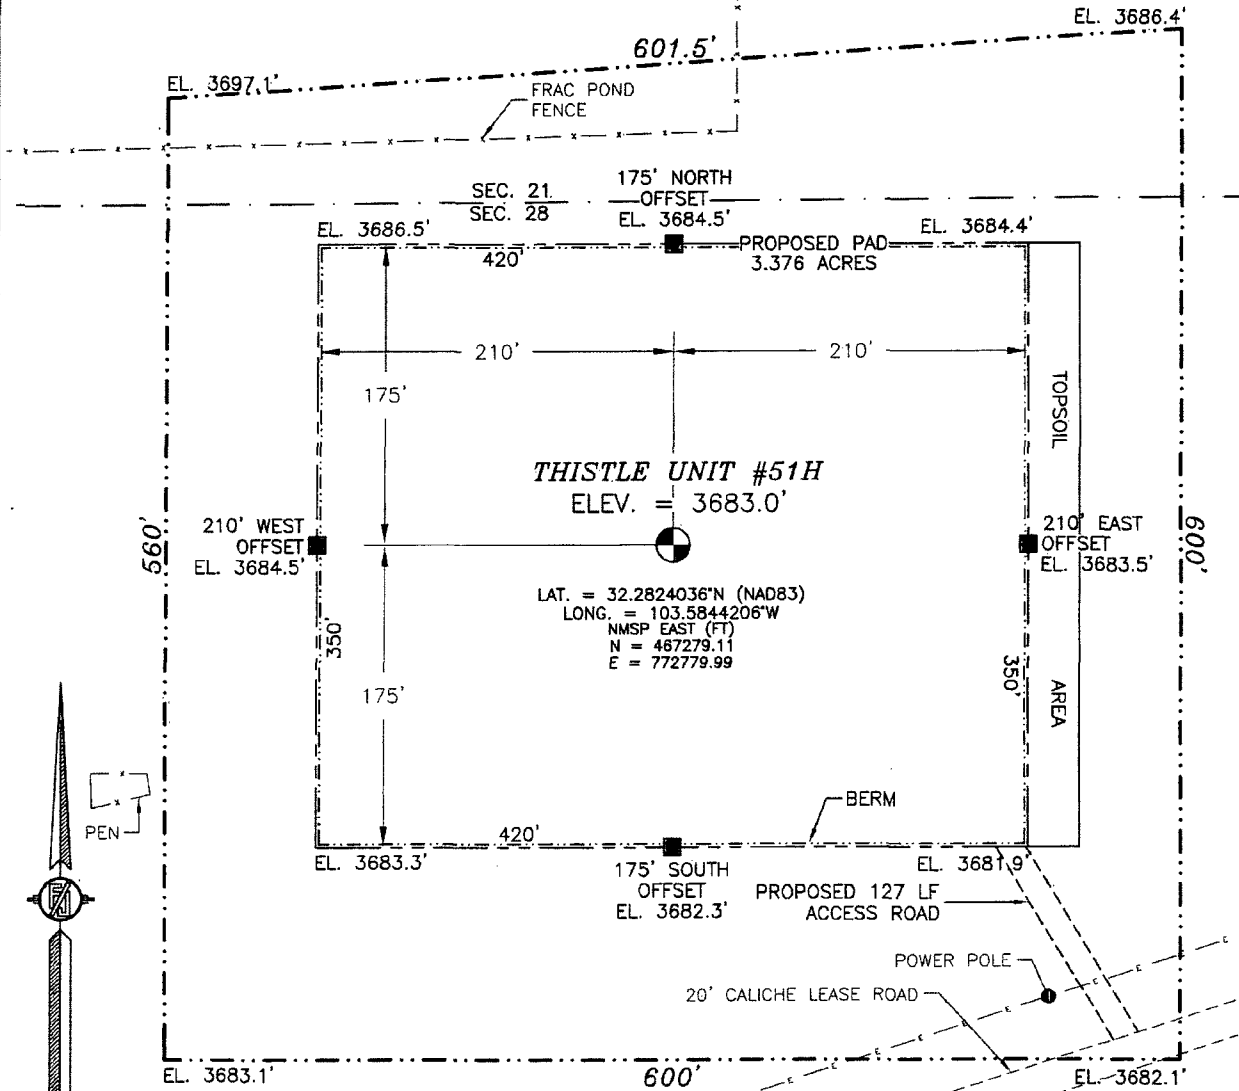 EL. 3686.4'
601.5'
EL. 3697.1'
FRAC POND
FENCE
SEC. 21
SEC. 28
175' NORTH
OFFSET
EL. 3684.5'
EL. 3686.5'
EL. 3684.4'
420'
PROPOSED PAD
3.376 ACRES
210'
210'
175'
TOPSOIL
THISTLE UNIT #51H
ELEV. = 3683.0'
560'
210' WEST
OFFSET
EL. 3684.5'
210' EAST
OFFSET
EL. 3683.5'
600'
LAT. = 32.2824036°N (NAD83)
LONG. = 103.5844206°W
NMSP EAST (FT)
N = 467279.11
E = 772779.99
350'
350'
175'
AREA
PEN
BERM
420'
EL. 3683.3'
EL. 3681.9'
175' SOUTH
OFFSET
EL. 3682.3'
PROPOSED 127 LF
ACCESS ROAD
POWER POLE
20' CALICHE LEASE ROAD
EL. 3683.1'
600'
EL. 3682.1'